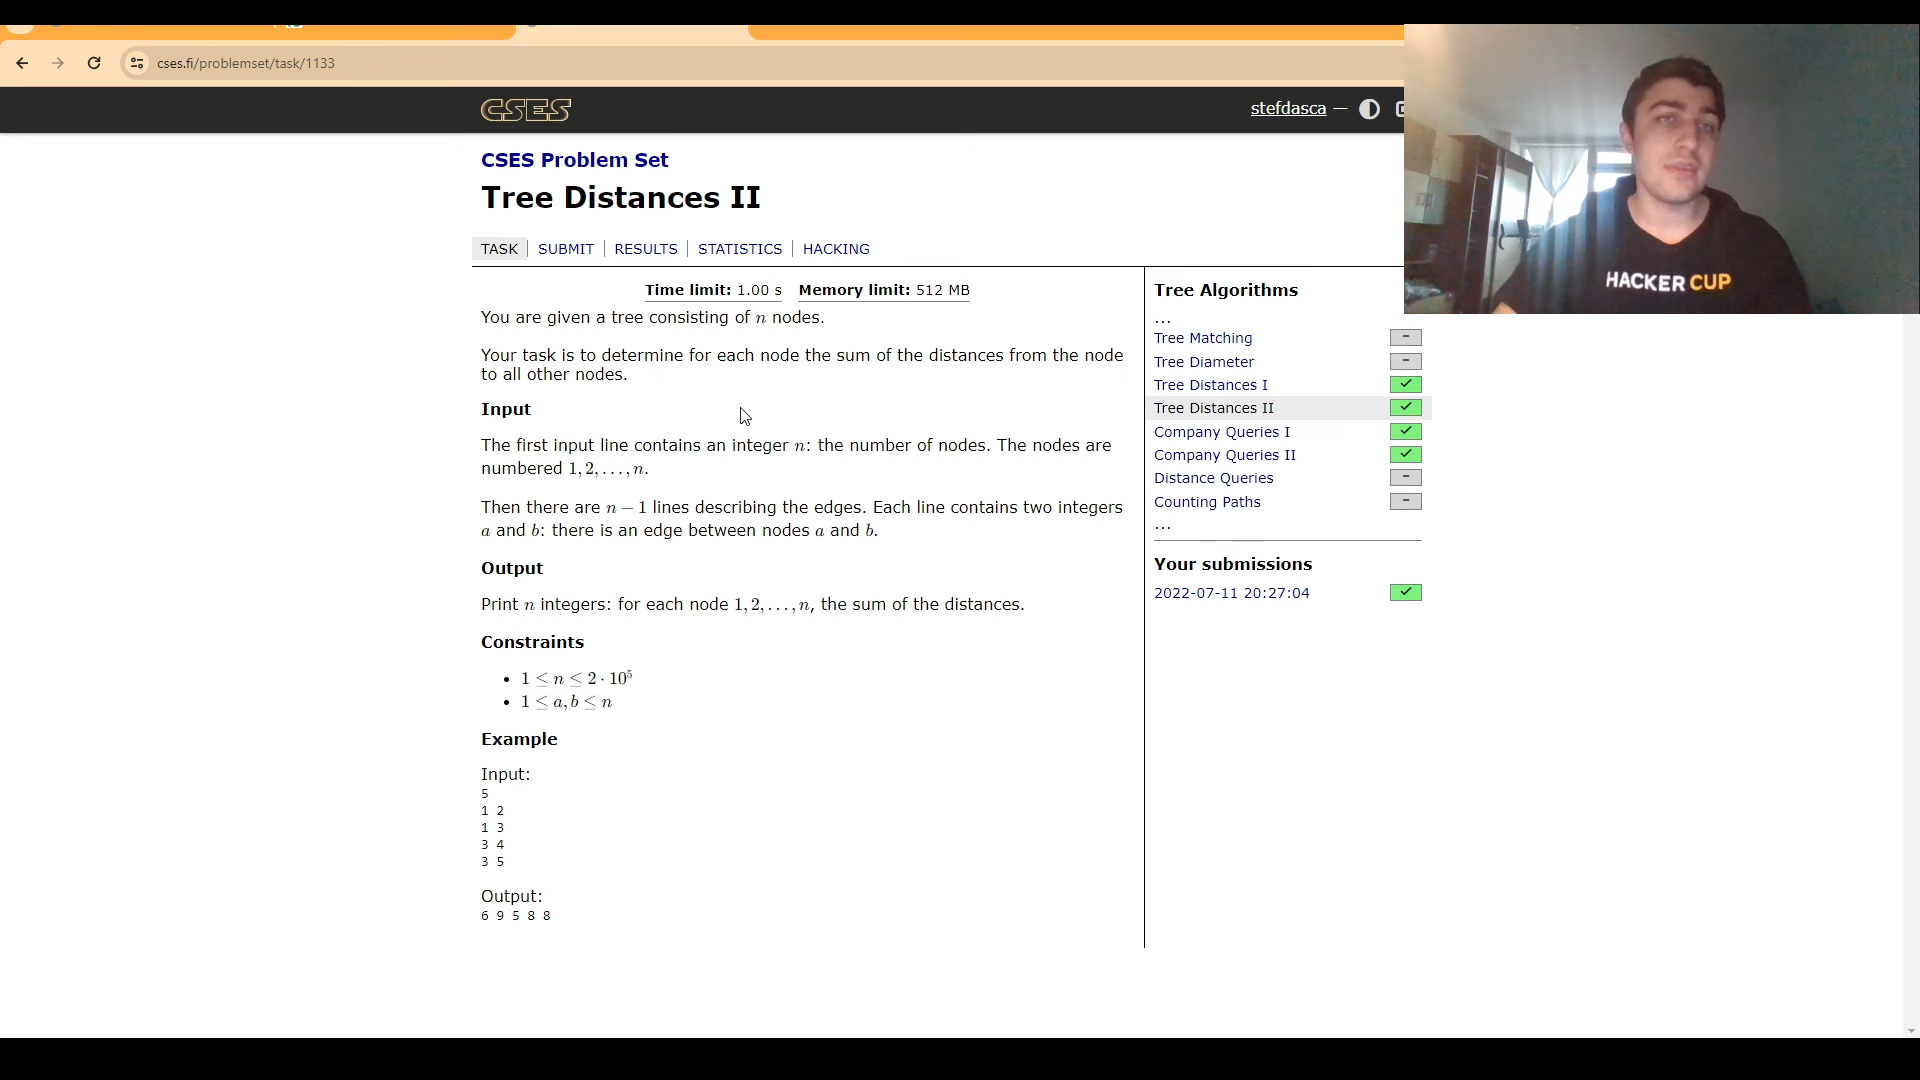 cses.fi/problemset/task/1133
CSES
stefdasca —
CSES Problem Set
Tree Distances II
TASK | SUBMIT | RESULTS | STATISTICS | HACKING
Time limit: 1.00 s Memory limit: 512 MB
You are given a tree consisting of n nodes.
Your task is to determine for each node the sum of the distances from the node
to all other nodes.
Input
The first input line contains an integer n: the number of nodes. The nodes are
numbered 1, 2, . . . , n.
Then there are n − 1 lines describing the edges. Each line contains two integers
a and b: there is an edge between nodes a and b.
Output
Print n integers: for each node 1, 2, . . . , n, the sum of the distances.
Constraints
• 1 ≤ n ≤ 2 · 10⁵
• 1 ≤ a, b ≤ n
Example
Input:
5
1 2
1 3
3 4
3 5
Output:
6 9 5 8 8
Tree Algorithms
...
Tree Matching –
Tree Diameter –
Tree Distances I ✓
Tree Distances II ✓
Company Queries I ✓
Company Queries II ✓
Distance Queries –
Counting Paths –
...
Your submissions
2022-07-11 20:27:04 ✓
HACKER CUP